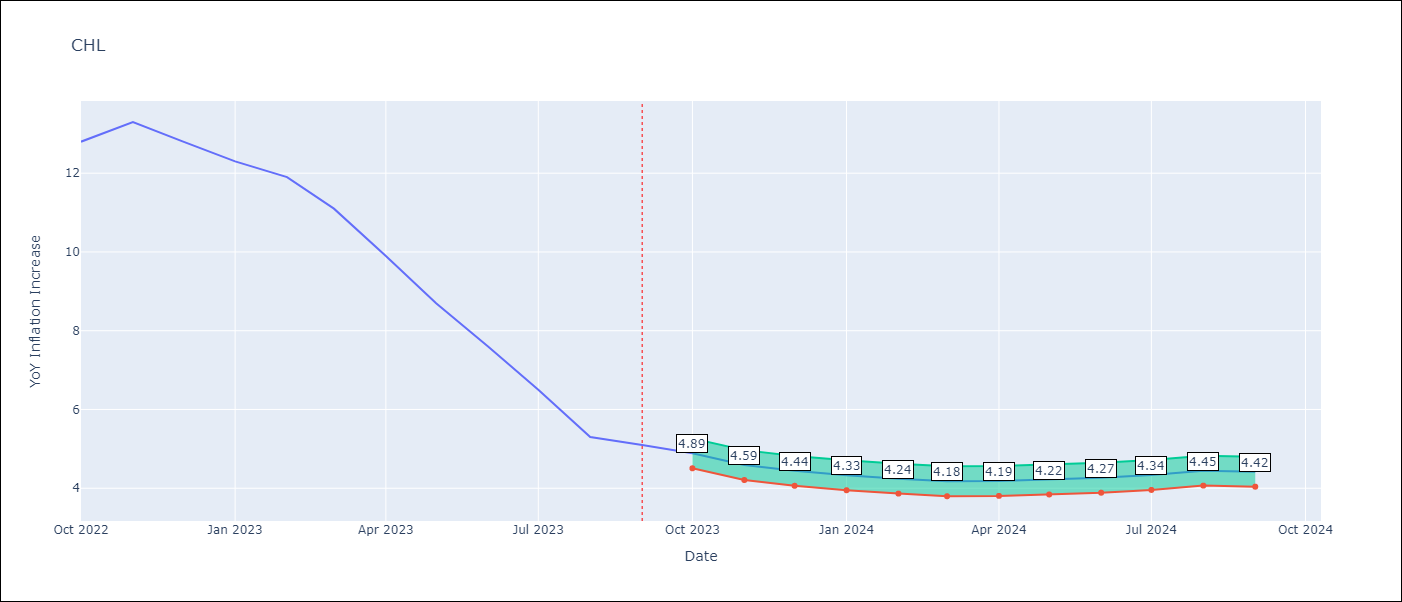 CHL
YoY Inflation Increase
12
10
8
6
4
4.89
4.59
4.44
4.33
4.24
4.18
4.19
4.22
4.27
4.34
4.45
4.42
Oct 2022
Jan 2023
Apr 2023
Jul 2023
Oct 2023
Jan 2024
Apr 2024
Jul 2024
Oct 2024
Date